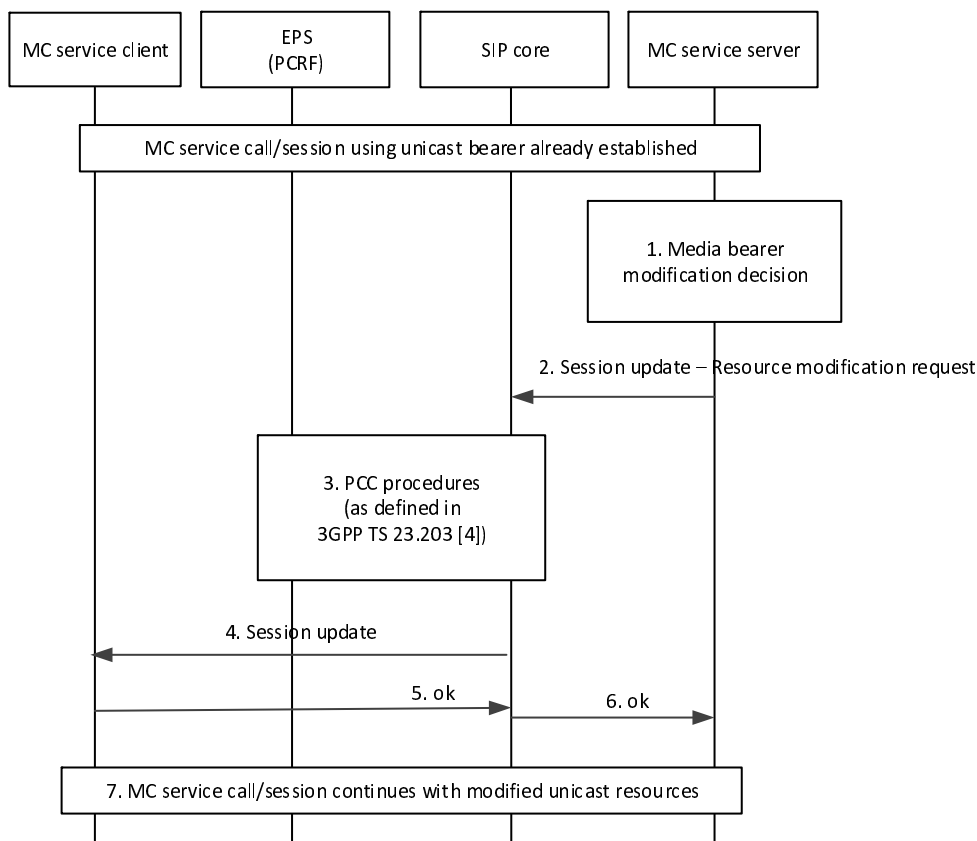 MC service client
EPS
(PCRF)
SIP core
MC service server
MC service call/session using unicast bearer already established
1. Media bearer
modification decision
2. Session update – Resource modification request
3. PCC procedures
(as defined in
3GPP TS 23.203 [4])
4. Session update
5. ok
6. ok
7. MC service call/session continues with modified unicast resources